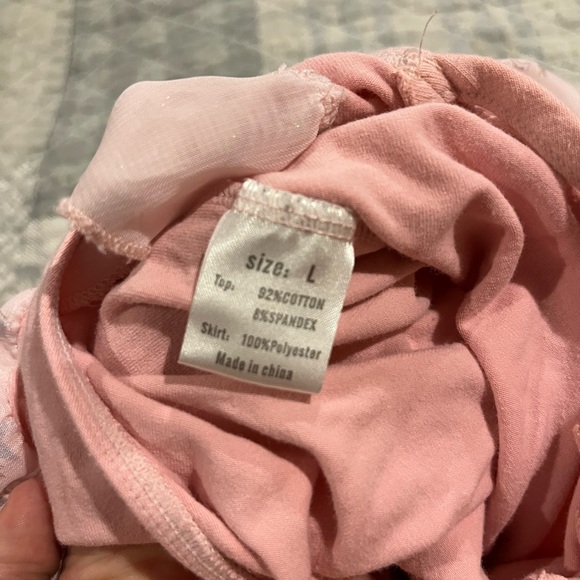 size: L
Top: 92%COTTON
8%SPANDEX
Skirt: 100%Polyester
Made in china